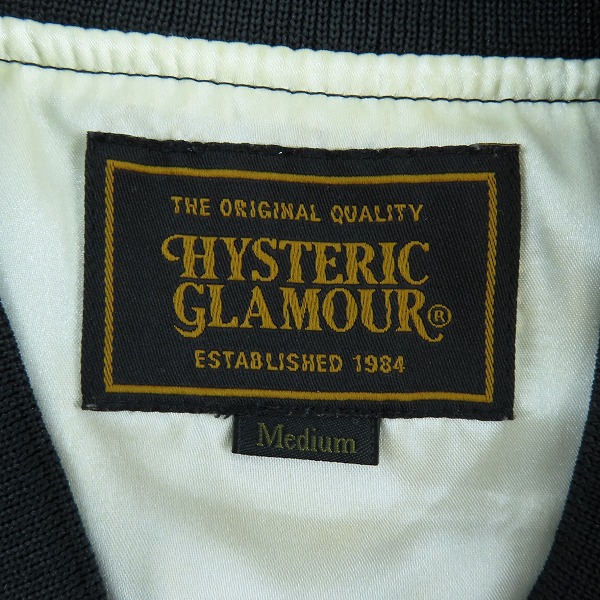 THE ORIGINAL QUALITY
HYSTERIC
GLAMOUR®
ESTABLISHED 1984
Medium